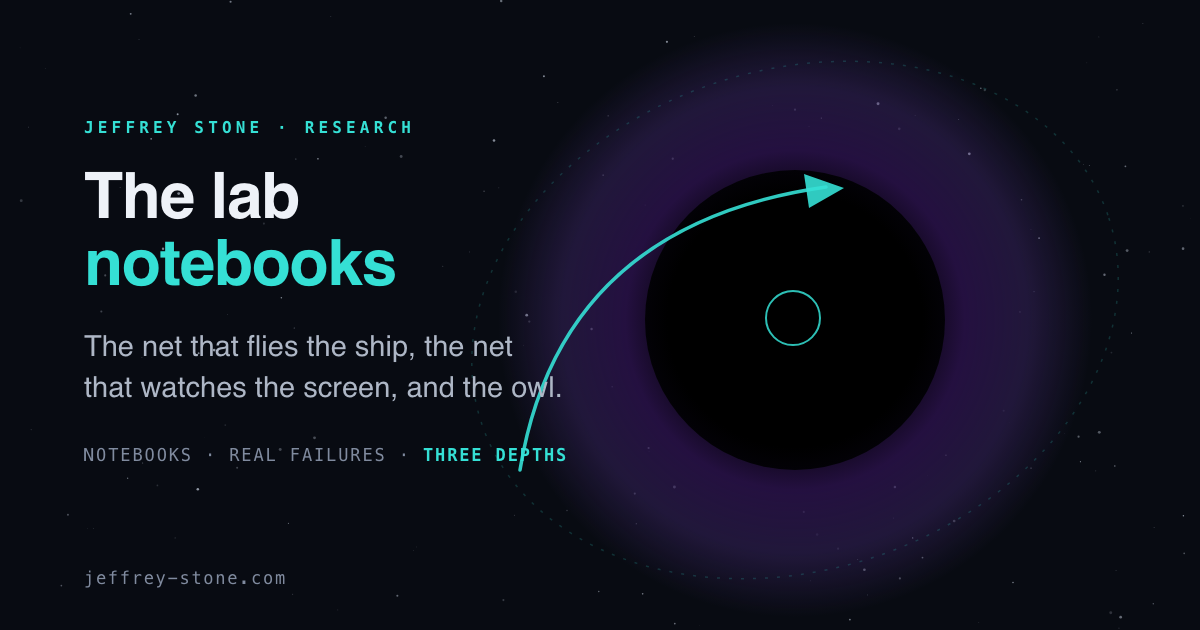 JEFFREY STONE · RESEARCH
The lab
notebooks
The net that flies the ship, the net
that watches the screen, and the owl.
NOTEBOOKS · REAL FAILURES · THREE DEPTHS
jeffrey-stone.com